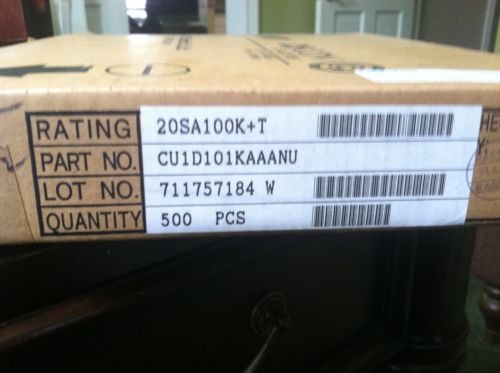 RATING 20SA100K+T
PART NO. CU1D101KAAANU
LOT NO. 711757184 W
QUANTITY 500 PCS